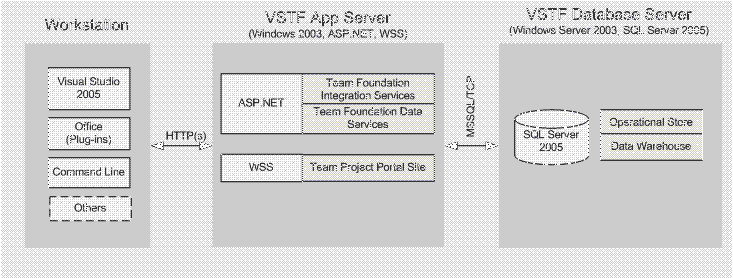 Workstation
Visual Studio
2005
Office
(Plug-ins)
Command Line
Others
HTTP(s)
VSTF App Server
(Windows 2003, ASP.NET, WSS)
ASP.NET
Team Foundation
Integration Services
Team Foundation Data
Services
WSS
Team Project Portal Site
MSSQL/TCP
VSTF Database Server
(Windows Server 2003, SQL Server 2005)
SQL Server
2005
Operational Store
Data Warehouse